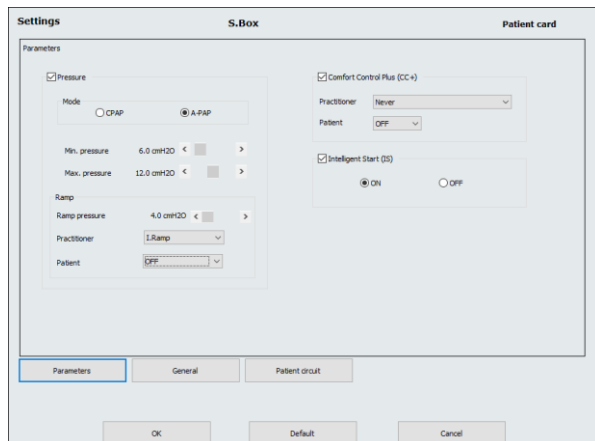 Settings S.Box Patient card
Parameters
Pressure
Mode
CPAP A-PAP
Min. pressure 6.0 cmH2O < >
Max. pressure 12.0 cmH2O < >
Ramp
Ramp pressure 4.0 cmH2O < >
Practitioner I.Ramp
Patient OFF
Comfort Control Plus (CC+)
Practitioner Never
Patient OFF
Intelligent Start (IS)
ON OFF
Parameters General Patient circuit
OK Default Cancel